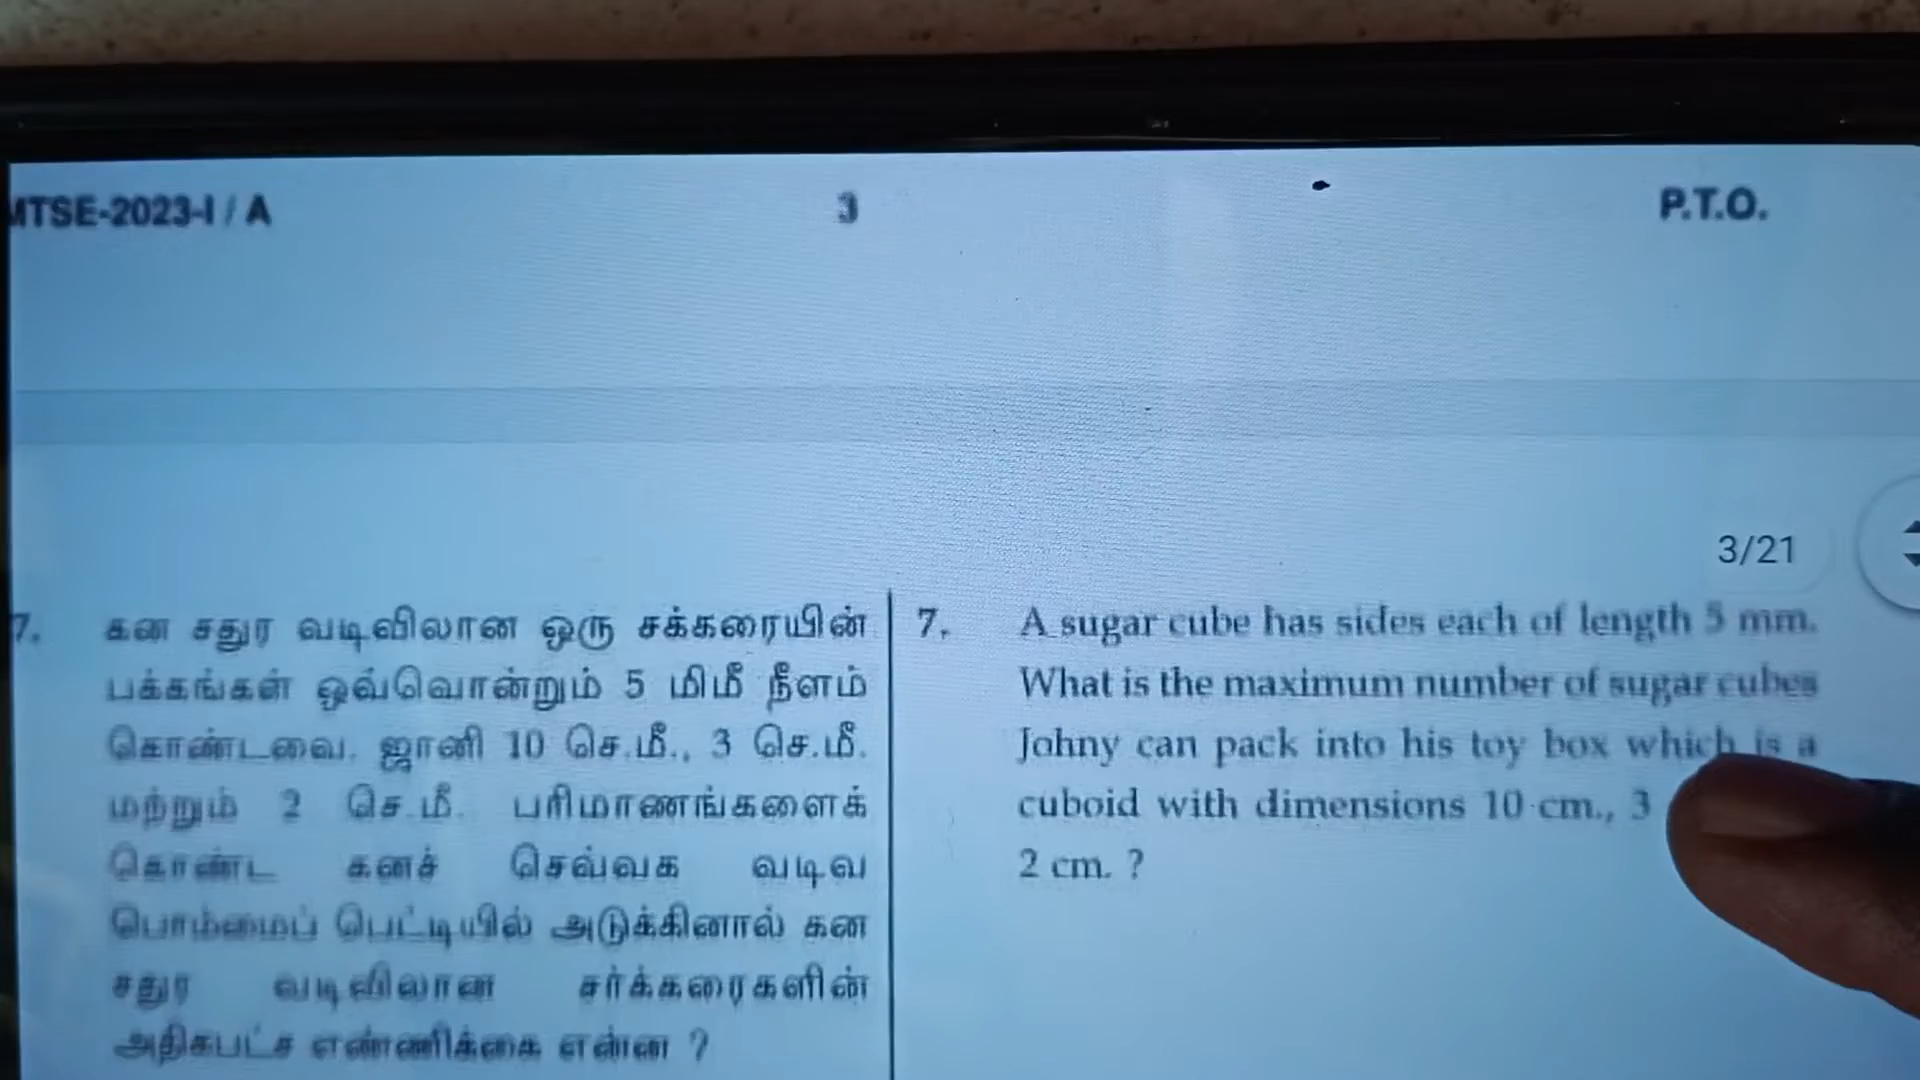 MTSE-2023-I / A
3
P.T.O.
3/21
7. கன சதுர வடிவிலான ஒரு சக்கரையின்
பக்கங்கள் ஒவ்வொன்றும் 5 மிமீ நீளம்
கொண்டவை. ஜானி 10 செ.மீ., 3 செ.மீ.
மற்றும் 2 செ.மீ. பரிமாணங்களைக்
கொண்ட கனச் செவ்வக வடிவ
பொம்மைப் பெட்டியில் அடுக்கினால் கன
சதுர வடிவிலான சர்க்கரைகளின்
அதிகபட்ச எண்ணிக்கை என்ன ?
7. A sugar cube has sides each of length 5 mm.
What is the maximum number of sugar cubes
Johny can pack into his toy box which is a
cuboid with dimensions 10 cm., 3
2 cm. ?